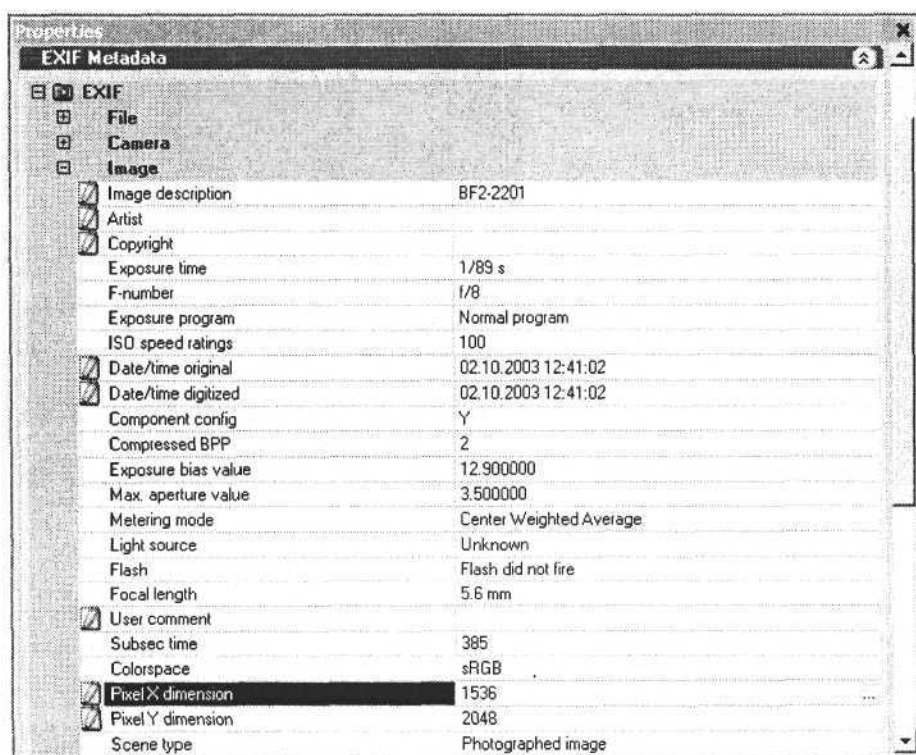 Properties
EXIF Metadata
EXIF
File
Camera
Image
Image description BF2-2201
Artist
Copyright
Exposure time 1/89 s
F-number f/8
Exposure program Normal program
ISO speed ratings 100
Date/time original 02.10.2003 12:41:02
Date/time digitized 02.10.2003 12:41:02
Component config Y
Compressed BPP 2
Exposure bias value 12.900000
Max. aperture value 3.500000
Metering mode Center Weighted Average
Light source Unknown
Flash Flash did not fire
Focal length 5.6 mm
User comment
Subsec time 385
Colorspace sRGB
Pixel X dimension 1536 ...
Pixel Y dimension 2048
Scene type Photographed image